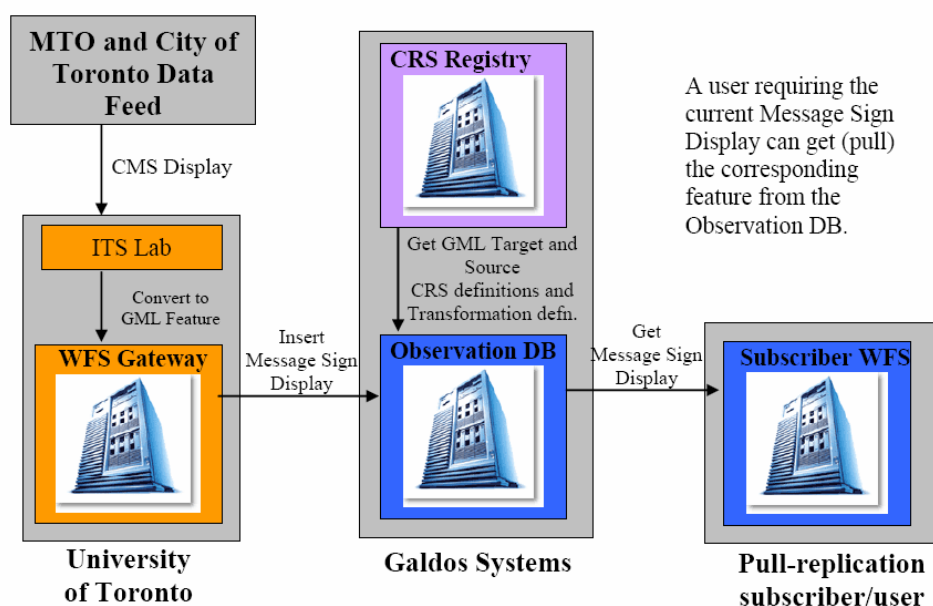 MTO and City of
Toronto Data
Feed
CMS Display
ITS Lab
Convert to
GML Feature
WFS Gateway
University
of Toronto
Insert
Message Sign
Display
CRS Registry
Get GML Target and
Source
CRS definitions and
Transformation defn.
Observation DB
Galdos Systems
Get
Message Sign
Display
A user requiring the
current Message Sign
Display can get (pull)
the corresponding
feature from the
Observation DB.
Subscriber WFS
Pull-replication
subscriber/user